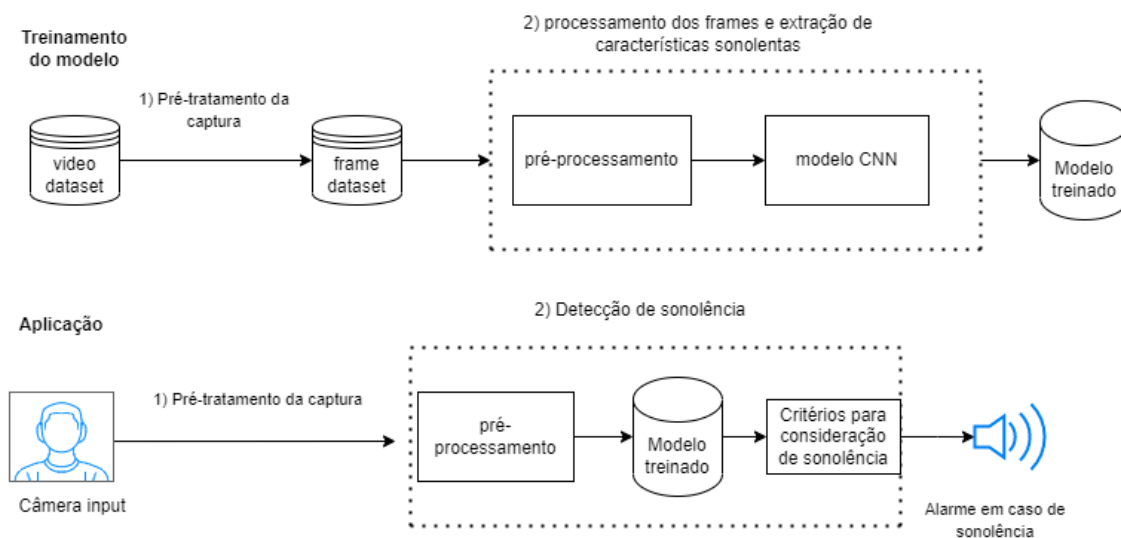 Treinamento
do modelo
2) processamento dos frames e extração de
características sonolentas
1) Pré-tratamento da
captura
video
dataset
frame
dataset
pré-processamento
modelo CNN
Modelo
treinado
Aplicação
2) Detecção de sonolência
1) Pré-tratamento da captura
Câmera input
pré-
processamento
Modelo
treinado
Critérios para
consideração
de sonolência
Alarme em caso de
sonolência